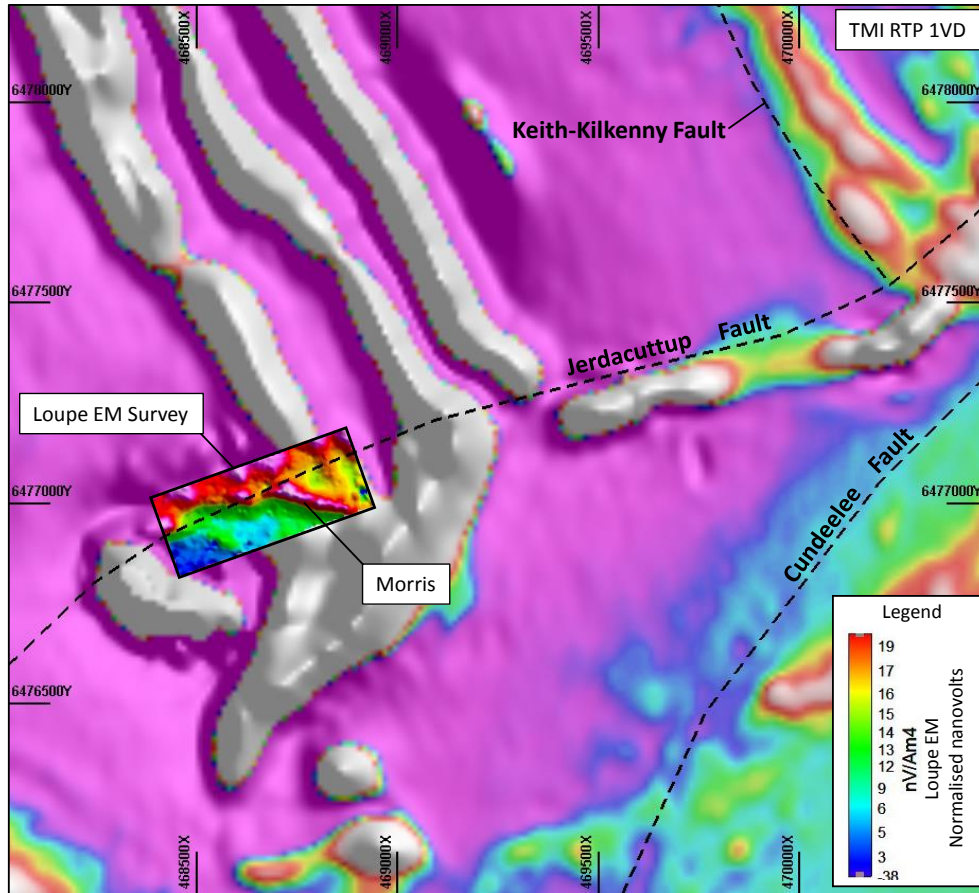 468500X
469000X
469500X
470000X
TMI RTP 1VD
6478000Y
6478000Y
Keith-Kilkenny Fault
6477500Y
6477500Y
Jerdacuttup Fault
Loupe EM Survey
6477000Y
6477000Y
Cundeelee Fault
Morris
6476500Y
Legend
19
17
16
14
13
12
9
6
5
3
-38
nV/Am4
Loupe EM
Normalised nanovolts
468500X
469000X
469500X
470000X